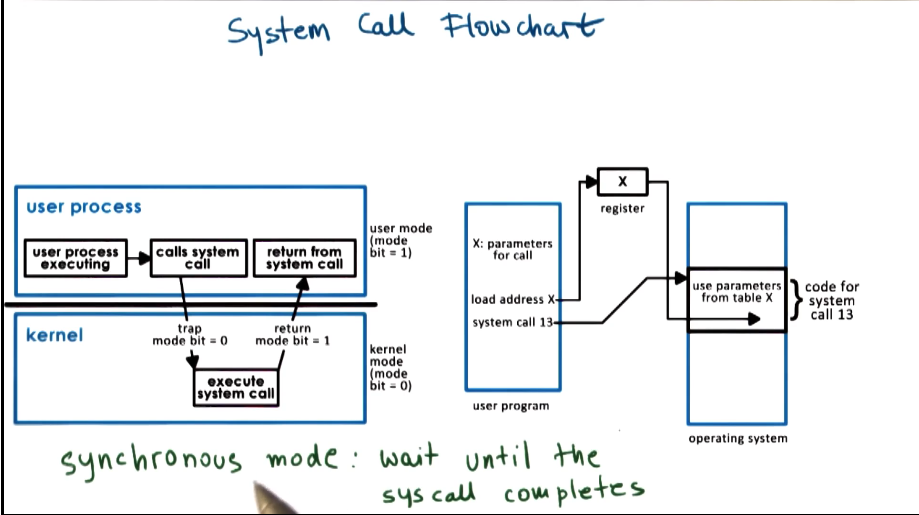 System Call Flowchart
user process
user process
executing
calls system
call
return from
system call
user mode
(mode
bit = 1)
trap
mode bit = 0
return
mode bit = 1
kernel
execute
system call
kernel
mode
(mode
bit = 0)
X
register
X: parameters
for call
load address X
system call 13
user program
use parameters
from table X
code for
system
call 13
operating system
synchronous mode: wait until the
syscall completes